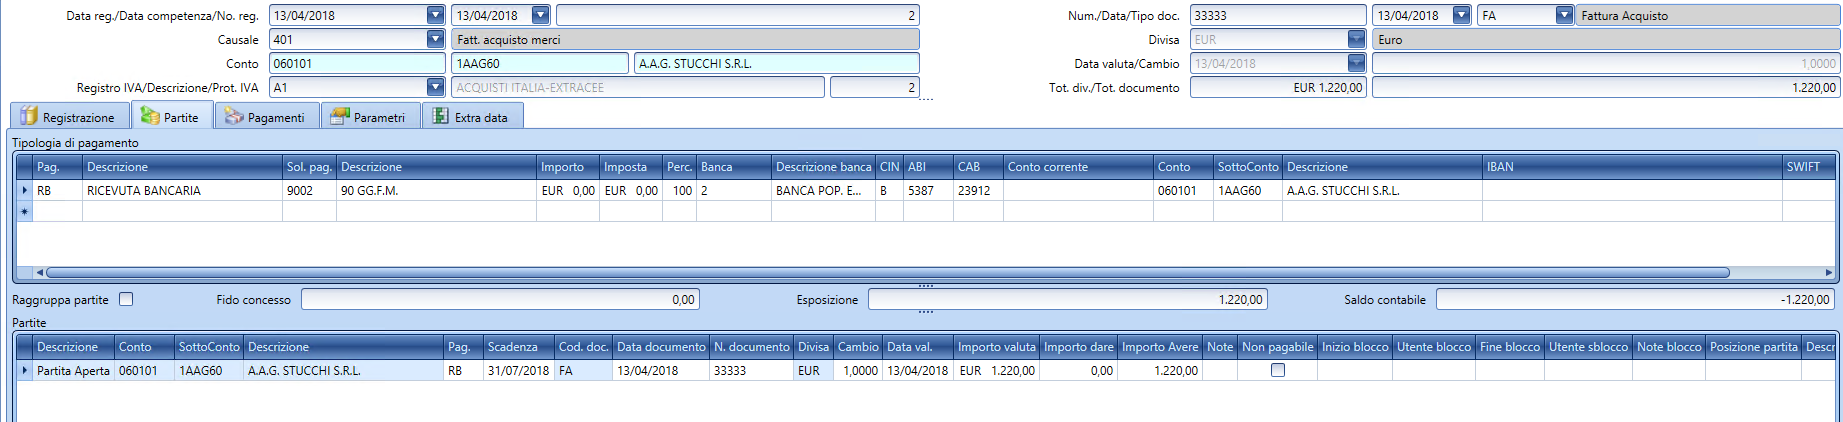 Data reg./Data competenza/No. reg. 13/04/2018 13/04/2018 2 Num./Data/Tipo doc. 33333 13/04/2018 FA Fattura Acquisto
Causale 401 Fatt. acquisto merci Divisa EUR Euro
Conto 060101 1AAG60 A.A.G. STUCCHI S.R.L. Data valuta/Cambio 13/04/2018 1,0000
Registro IVA/Descrizione/Prot. IVA A1 ACQUISTI ITALIA-EXTRACEE 2 Tot. div./Tot. documento EUR 1.220,00 1.220,00
Registrazione Partite Pagamenti Parametri Extra data
Tipologia di pagamento
Pag. Descrizione Sol. pag. Descrizione Importo Imposta Perc. Banca Descrizione banca CIN ABI CAB Conto corrente Conto SottoConto Descrizione IBAN SWIFT
RB RICEVUTA BANCARIA 9002 90 GG.F.M. EUR 0,00 EUR 0,00 100 2 BANCA POP. E... B 5387 23912 060101 1AAG60 A.A.G. STUCCHI S.R.L.
Raggruppa partite Fido concesso 0,00 Esposizione 1.220,00 Saldo contabile -1.220,00
Partite
Descrizione Conto SottoConto Descrizione Pag. Scadenza Cod. doc. Data documento N. documento Divisa Cambio Data val. Importo valuta Importo dare Importo Avere Note Non pagabile Inizio blocco Utente blocco Fine blocco Utente sblocco Note blocco Posizione partita Descr
Partita Aperta 060101 1AAG60 A.A.G. STUCCHI S.R.L. RB 31/07/2018 FA 13/04/2018 33333 EUR 1,0000 13/04/2018 EUR 1.220,00 0,00 1.220,00